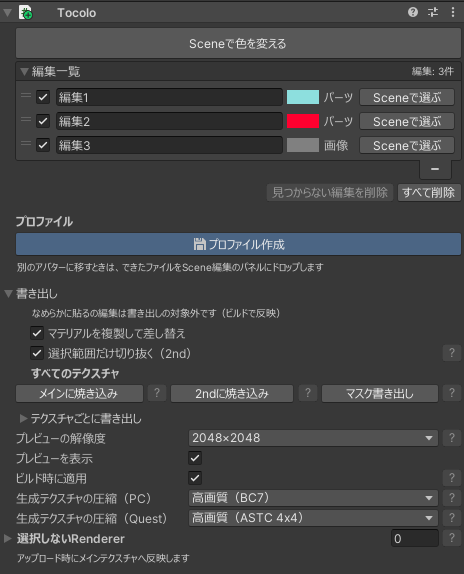 Tocolo
Sceneで色を変える
編集一覧 編集: 3件
編集1 パーツ Sceneで選ぶ
編集2 パーツ Sceneで選ぶ
編集3 画像 Sceneで選ぶ
見つからない編集を削除 すべて削除
プロファイル
プロファイル作成
別のアバターに移すときは、できたファイルをScene編集のパネルにドロップします
書き出し
なめらかに貼る編集は書き出しの対象外です（ビルドで反映）
マテリアルを複製して差し替え
選択範囲だけ切り抜く（2nd） ?
すべてのテクスチャ
メインに焼き込み ? 2ndに焼き込み ? マスク書き出し ?
テクスチャごとに書き出し
プレビューの解像度 2048×2048 ?
プレビューを表示
ビルド時に適用 ?
生成テクスチャの圧縮（PC） 高画質（BC7） ?
生成テクスチャの圧縮（Quest） 高画質（ASTC 4x4） ?
選択しないRenderer 0 ?
アップロード時にメインテクスチャへ反映します